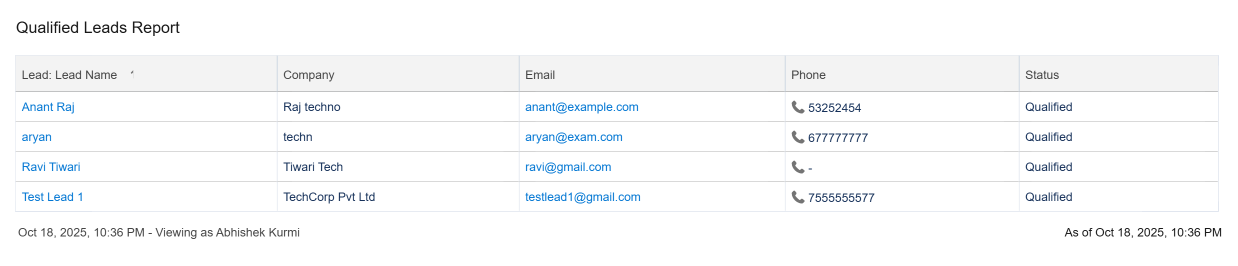 Qualified Leads Report
Lead: Lead Name Company Email Phone Status
Anant Raj Raj techno anant@example.com 53252454 Qualified
aryan techn aryan@exam.com 677777777 Qualified
Ravi Tiwari Tiwari Tech ravi@gmail.com - Qualified
Test Lead 1 TechCorp Pvt Ltd testlead1@gmail.com 7555555577 Qualified
Oct 18, 2025, 10:36 PM - Viewing as Abhishek Kurmi As of Oct 18, 2025, 10:36 PM